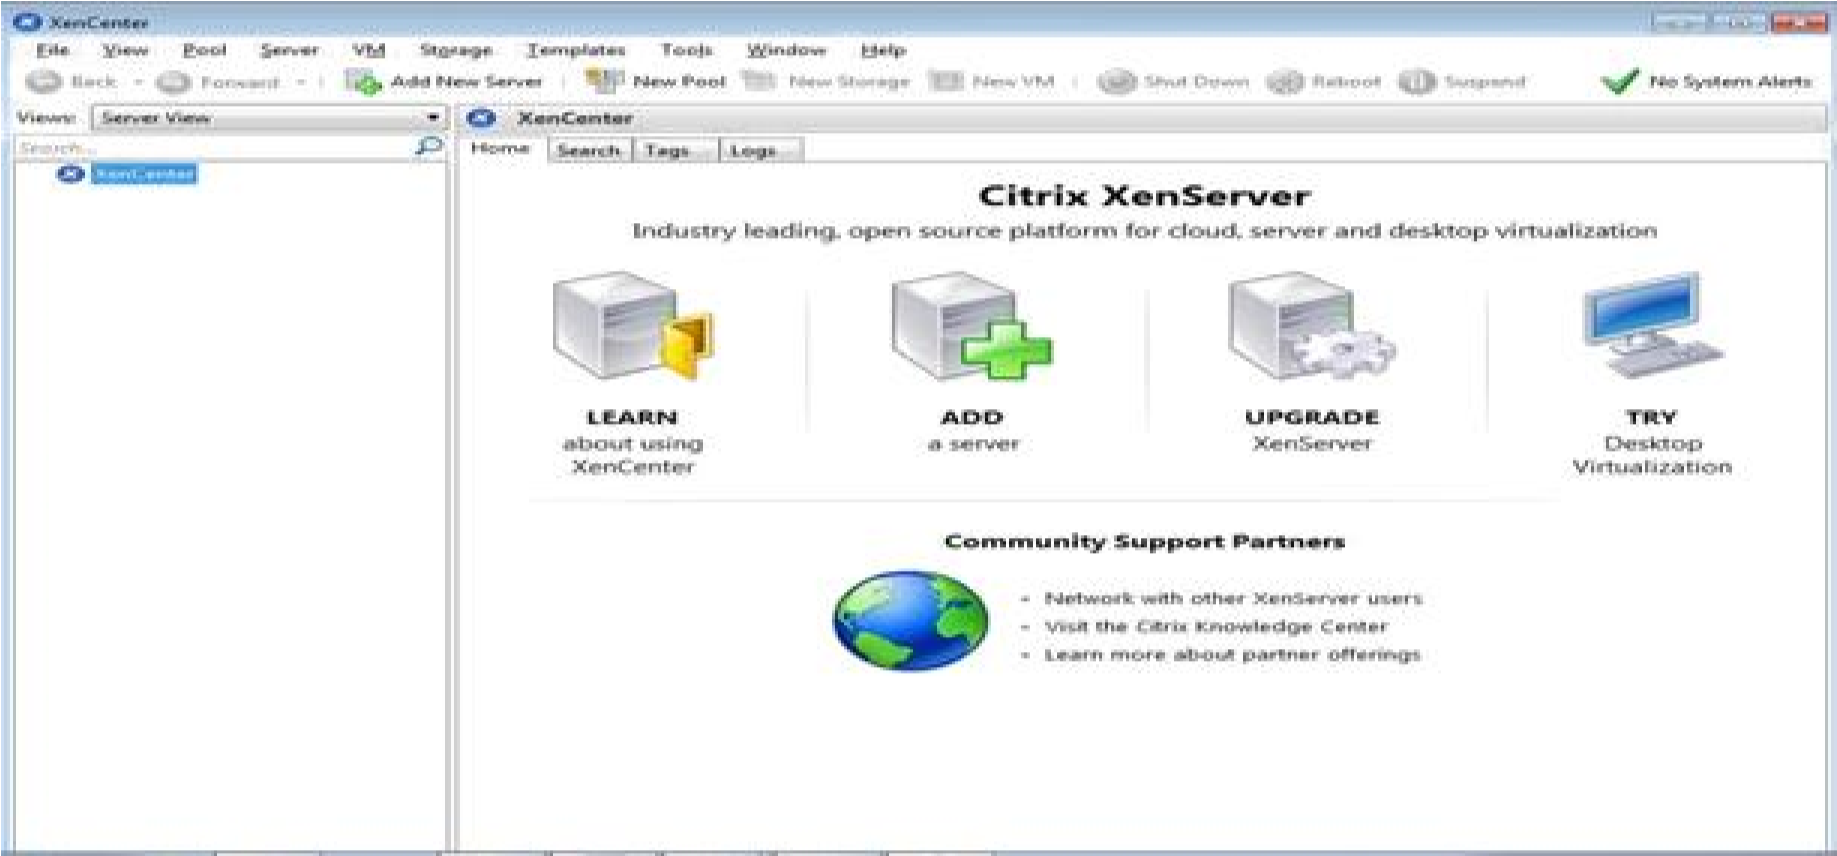 XenCenter
File View Pool Server VM Storage Templates Tools Window Help
Back Forward Add New Server New Pool New Storage New VM Shut Down Reboot Suspend No System Alerts
Views: Server View
XenCenter
Search...
Home Search Tags Logs
XenCenter
Citrix XenServer
Industry leading, open source platform for cloud, server and desktop virtualization
LEARN
about using
XenCenter
ADD
a server
UPGRADE
XenServer
TRY
Desktop
Virtualization
Community Support Partners
- Network with other XenServer users
- Visit the Citrix Knowledge Center
- Learn more about partner offerings